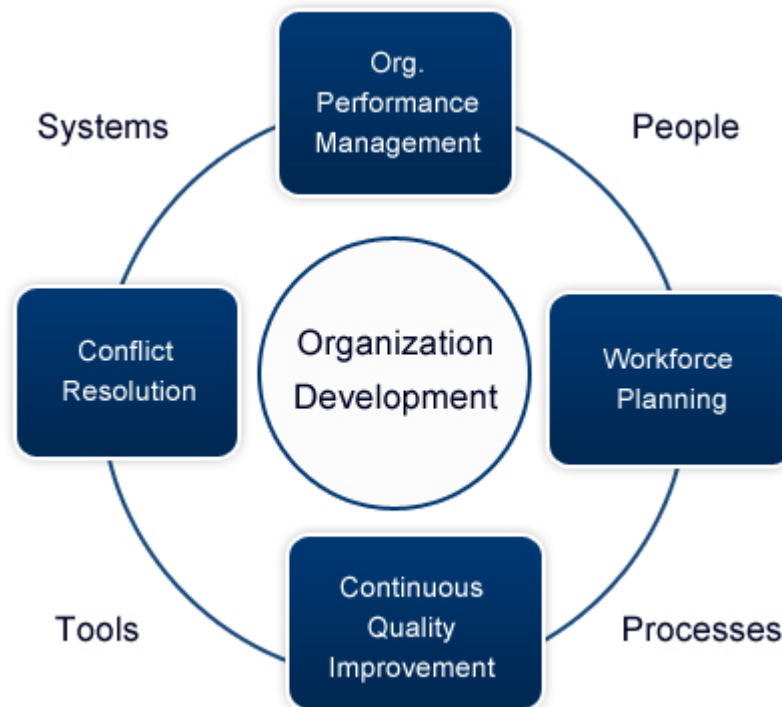 Org.
Performance
Management
Systems
People
Conflict
Resolution
Organization
Development
Workforce
Planning
Continuous
Quality
Improvement
Tools
Processes